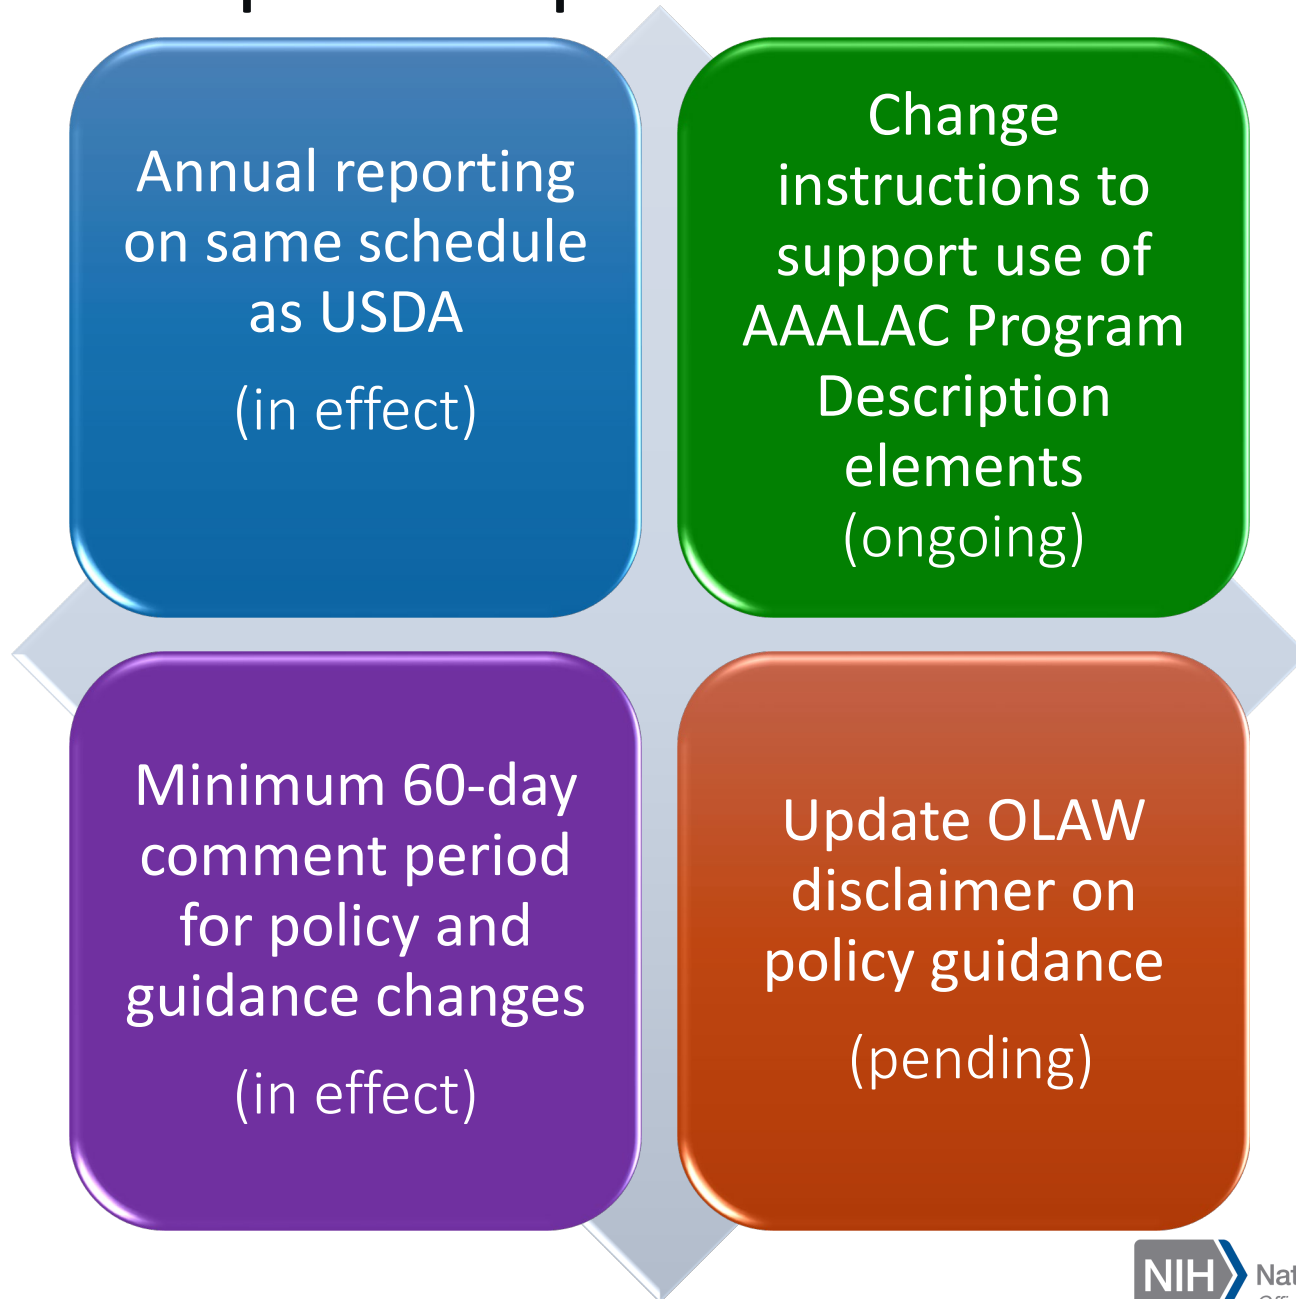 Annual reporting
on same schedule
as USDA
(in effect)
Change
instructions to
support use of
AAALAC Program
Description
elements
(ongoing)
Minimum 60-day
comment period
for policy and
guidance changes
(in effect)
Update OLAW
disclaimer on
policy guidance
(pending)
NIH